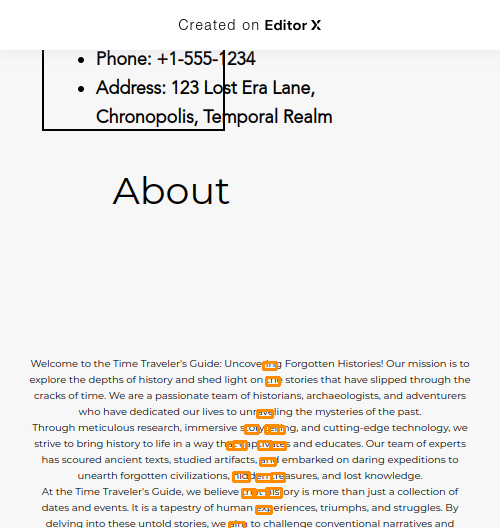 Created on Editor X
Phone: +1-555-1234
Address: 123 Lost Era Lane,
Chronopolis, Temporal Realm
About
Welcome to the Time Traveler's Guide: Uncovering Forgotten Histories! Our mission is to
explore the depths of history and shed light on the stories that have slipped through the
cracks of time. We are a passionate team of historians, archaeologists, and adventurers
who have dedicated our lives to unraveling the mysteries of the past.
Through meticulous research, immersive storytelling, and cutting-edge technology, we
strive to bring history to life in a way that captivates and educates. Our team of experts
has scoured ancient texts, studied artifacts, and embarked on daring expeditions to
unearth forgotten civilizations, hidden treasures, and lost knowledge.
At the Time Traveler's Guide, we believe that history is more than just a collection of
dates and events. It is a tapestry of human experiences, triumphs, and struggles. By
delving into these untold stories, we aim to challenge conventional narratives and